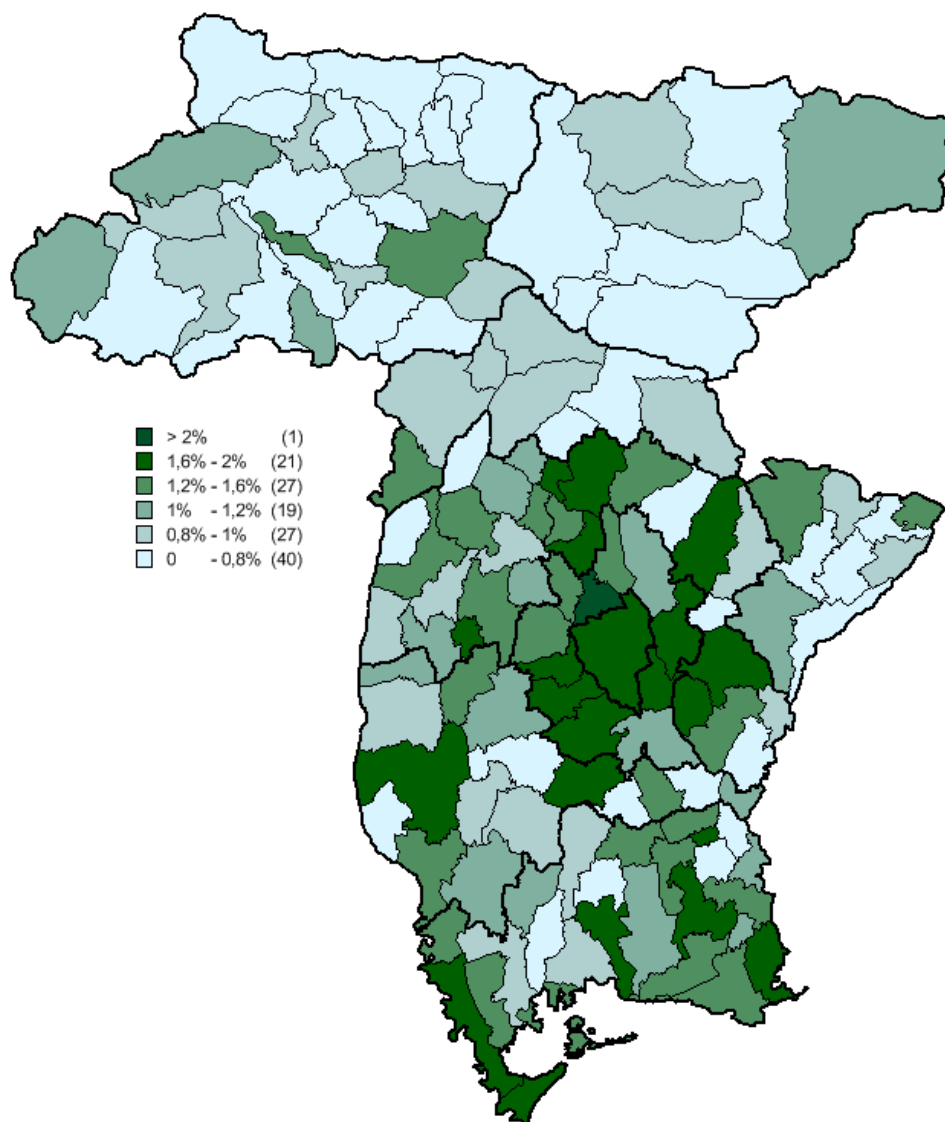 > 2% (1)
1,6% - 2% (21)
1,2% - 1,6% (27)
1% - 1,2% (19)
0,8% - 1% (27)
0 - 0,8% (40)